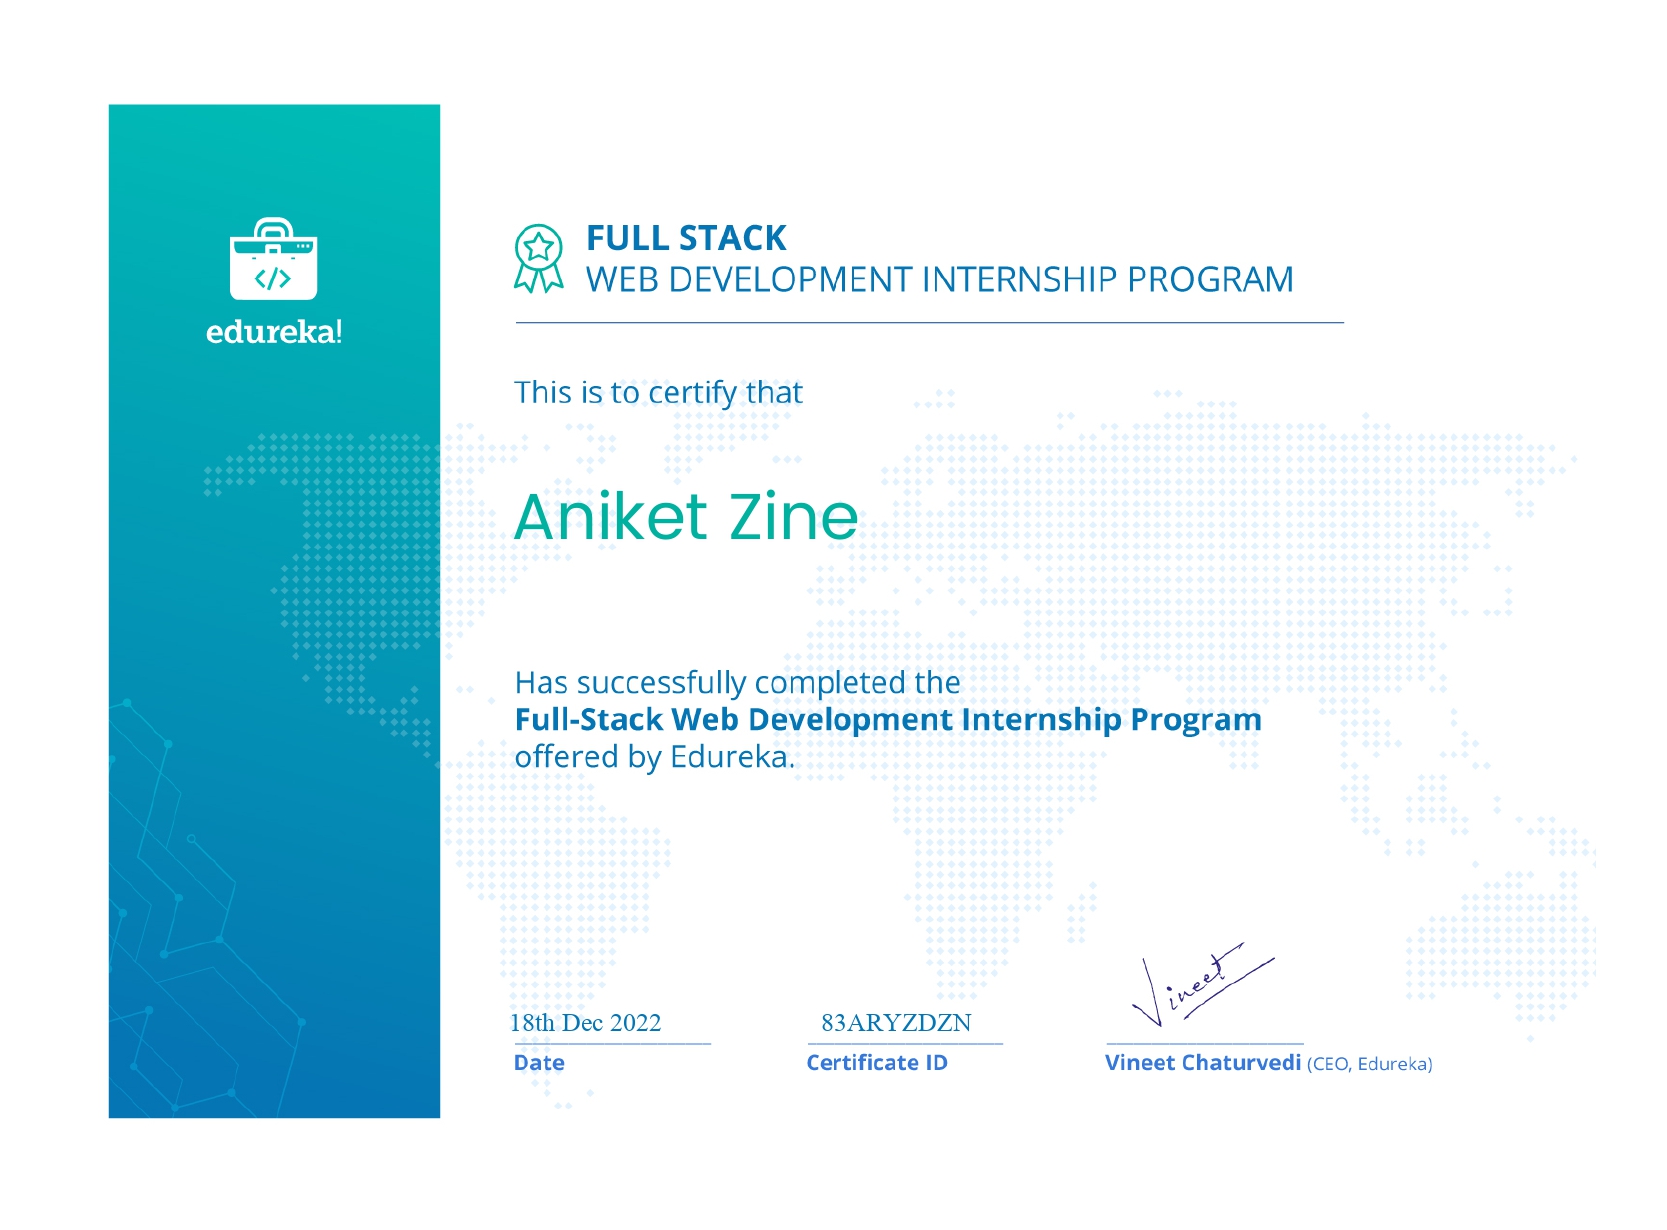 edureka!
FULL STACK
WEB DEVELOPMENT INTERNSHIP PROGRAM
This is to certify that
Aniket Zine
Has successfully completed the
Full-Stack Web Development Internship Program
offered by Edureka.
Vineet
18th Dec 2022 83ARYZDZN
Date Certificate ID Vineet Chaturvedi (CEO, Edureka)